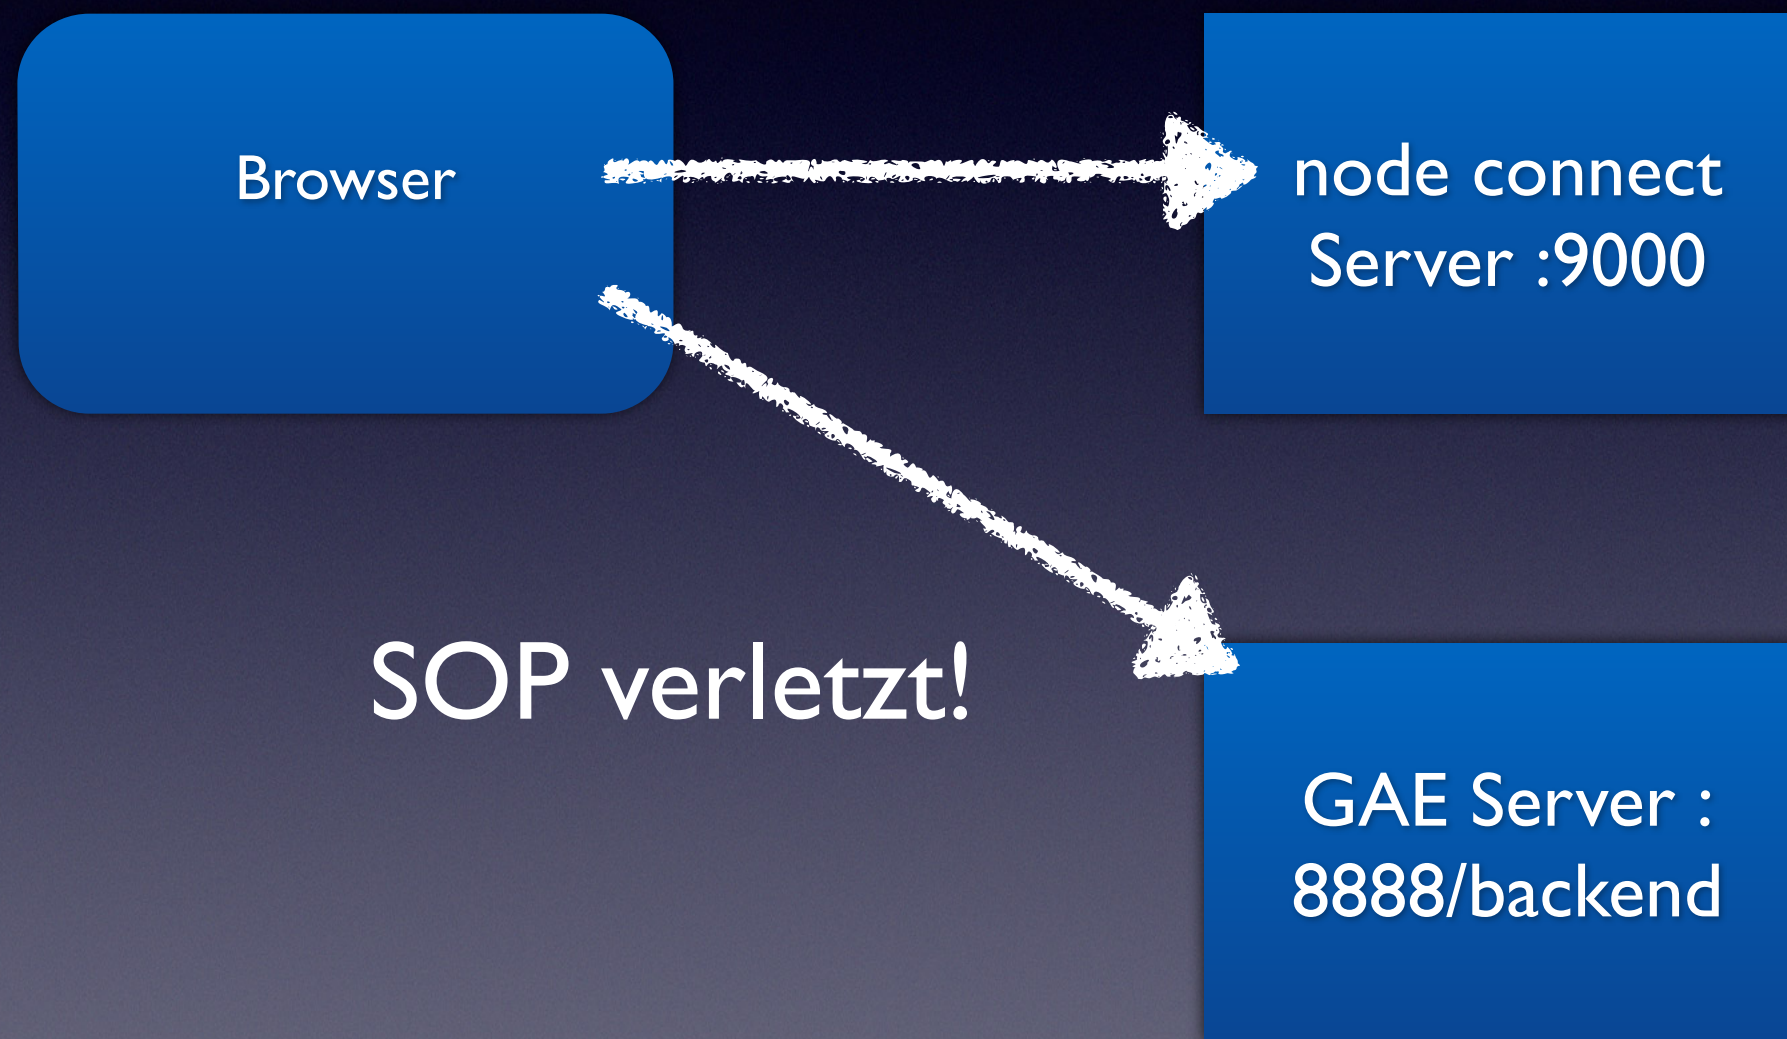 Browser
node connect
Server :9000
SOP verletzt!
GAE Server :
8888/backend